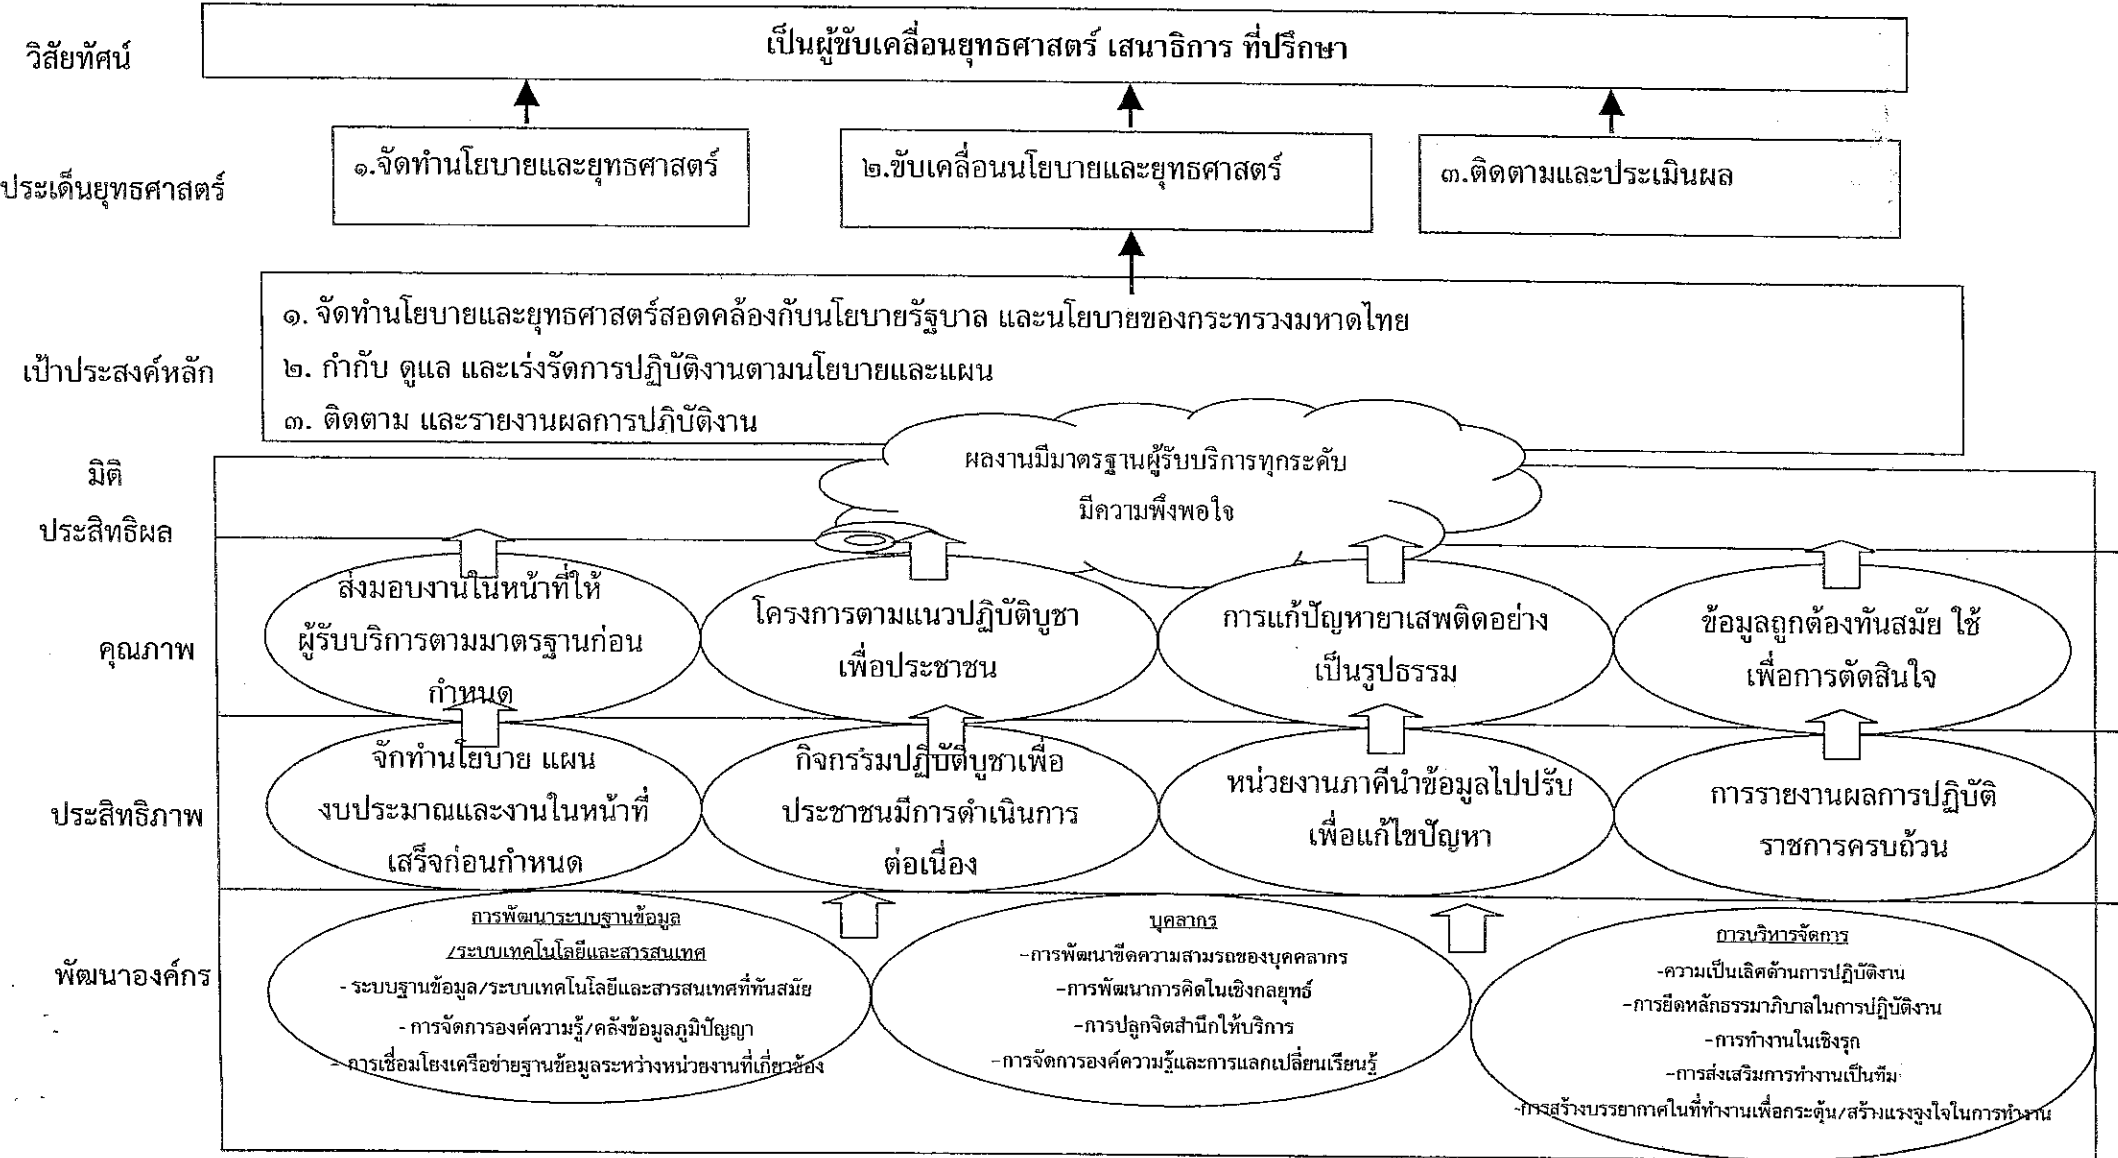 วิสัยทัศน์
เป็นผู้ขับเคลื่อนยุทธศาสตร์ เสนาธิการ ที่ปรึกษา
ประเด็นยุทธศาสตร์
๑.จัดทำนโยบายและยุทธศาสตร์
๒.ขับเคลื่อนนโยบายและยุทธศาสตร์
๓.ติดตามและประเมินผล
เป้าประสงค์หลัก
๑. จัดทำนโยบายและยุทธศาสตร์สอดคล้องกับนโยบายรัฐบาล และนโยบายของกระทรวงมหาดไทย
๒. กำกับ ดูแล และเร่งรัดการปฏิบัติงานตามนโยบายและแผน
๓. ติดตาม และรายงานผลการปฏิบัติงาน
มิติ
ประสิทธิผล
ผลงานมีมาตรฐานผู้รับบริการทุกระดับ
มีความพึงพอใจ
คุณภาพ
ส่งมอบงานในหน้าที่ให้
ผู้รับบริการตามมาตรฐานก่อน
กำหนด
โครงการตามแนวปฏิบัติบูชา
เพื่อประชาชน
การแก้ปัญหายาเสพติดอย่าง
เป็นรูปธรรม
ข้อมูลถูกต้องทันสมัย ใช้
เพื่อการตัดสินใจ
ประสิทธิภาพ
จักทำนโยบาย แผน
งบประมาณและงานในหน้าที่
เสร็จก่อนกำหนด
กิจกรรมปฏิบัติบูชาเพื่อ
ประชาชนมีการดำเนินการ
ต่อเนื่อง
หน่วยงานภาคีนำข้อมูลไปปรับ
เพื่อแก้ไขปัญหา
การรายงานผลการปฏิบัติ
ราชการครบถ้วน
พัฒนาองค์กร
การพัฒนาระบบฐานข้อมูล
/ระบบเทคโนโลยีและสารสนเทศ
- ระบบฐานข้อมูล/ระบบเทคโนโลยีและสารสนเทศที่ทันสมัย
- การจัดการองค์ความรู้/คลังข้อมูลภูมิปัญญา
- การเชื่อมโยงเครือข่ายฐานข้อมูลระหว่างหน่วยงานที่เกี่ยวข้อง
บุคลากร
-การพัฒนาขีดความสามรถของบุคคลากร
-การพัฒนาการคิดในเชิงกลยุทธ์
-การปลูกจิตสำนึกให้บริการ
-การจัดการองค์ความรู้และการแลกเปลี่ยนเรียนรู้
การบริหารจัดการ
-ความเป็นเลิศด้านการปฏิบัติงาน
-การยึดหลักธรรมาภิบาลในการปฏิบัติงาน
-การทำงานในเชิงรุก
-การส่งเสริมการทำงานเป็นทีม
-การสร้างบรรยากาศในที่ทำงานเพื่อกระตุ้น/สร้างแรงจูงใจในการทำงาน